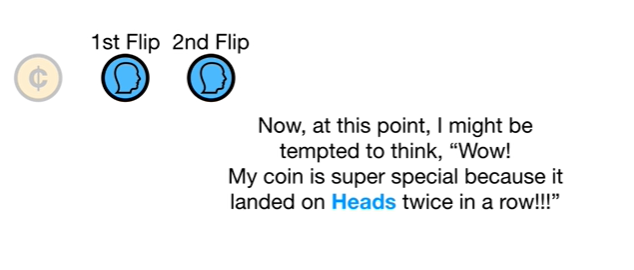 1st Flip 2nd Flip
¢
Now, at this point, I might be
tempted to think, “Wow!
My coin is super special because it
landed on Heads twice in a row!!!”